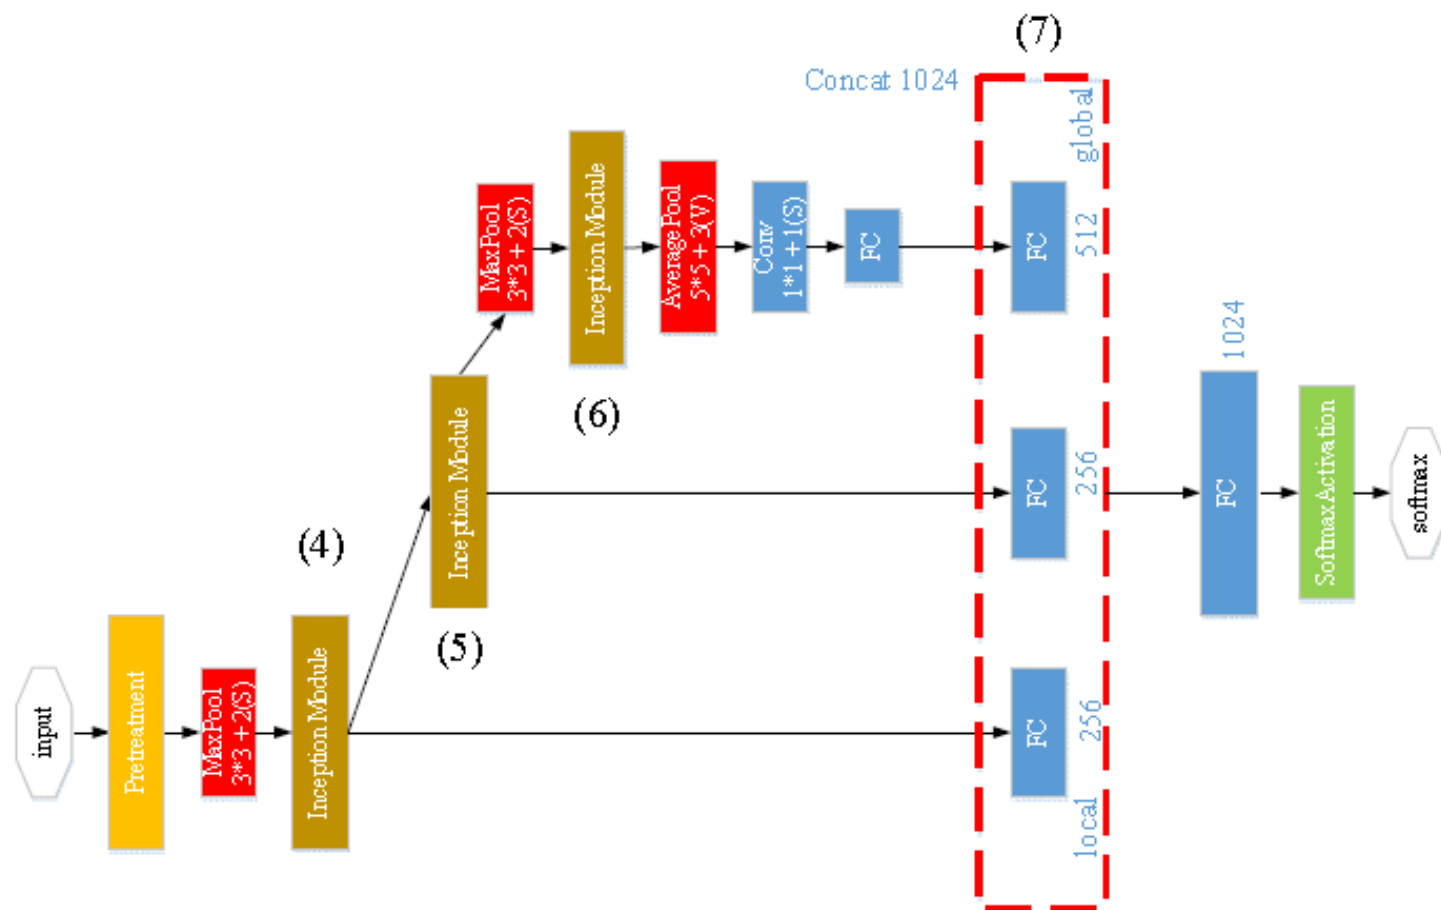 (7)
Concat 1024
global
MaxPool
3*3+2(S)
Inception Module
Average Pool
5*5+3(V)
Conv
1*1+1(S)
FC
FC
512
(6)
Inception Module
(5)
FC
256
1024
FC
SoftmaxActivation
softmax
(4)
input
Pretreatment
MaxPool
3*3+2(S)
Inception Module
FC
256
local